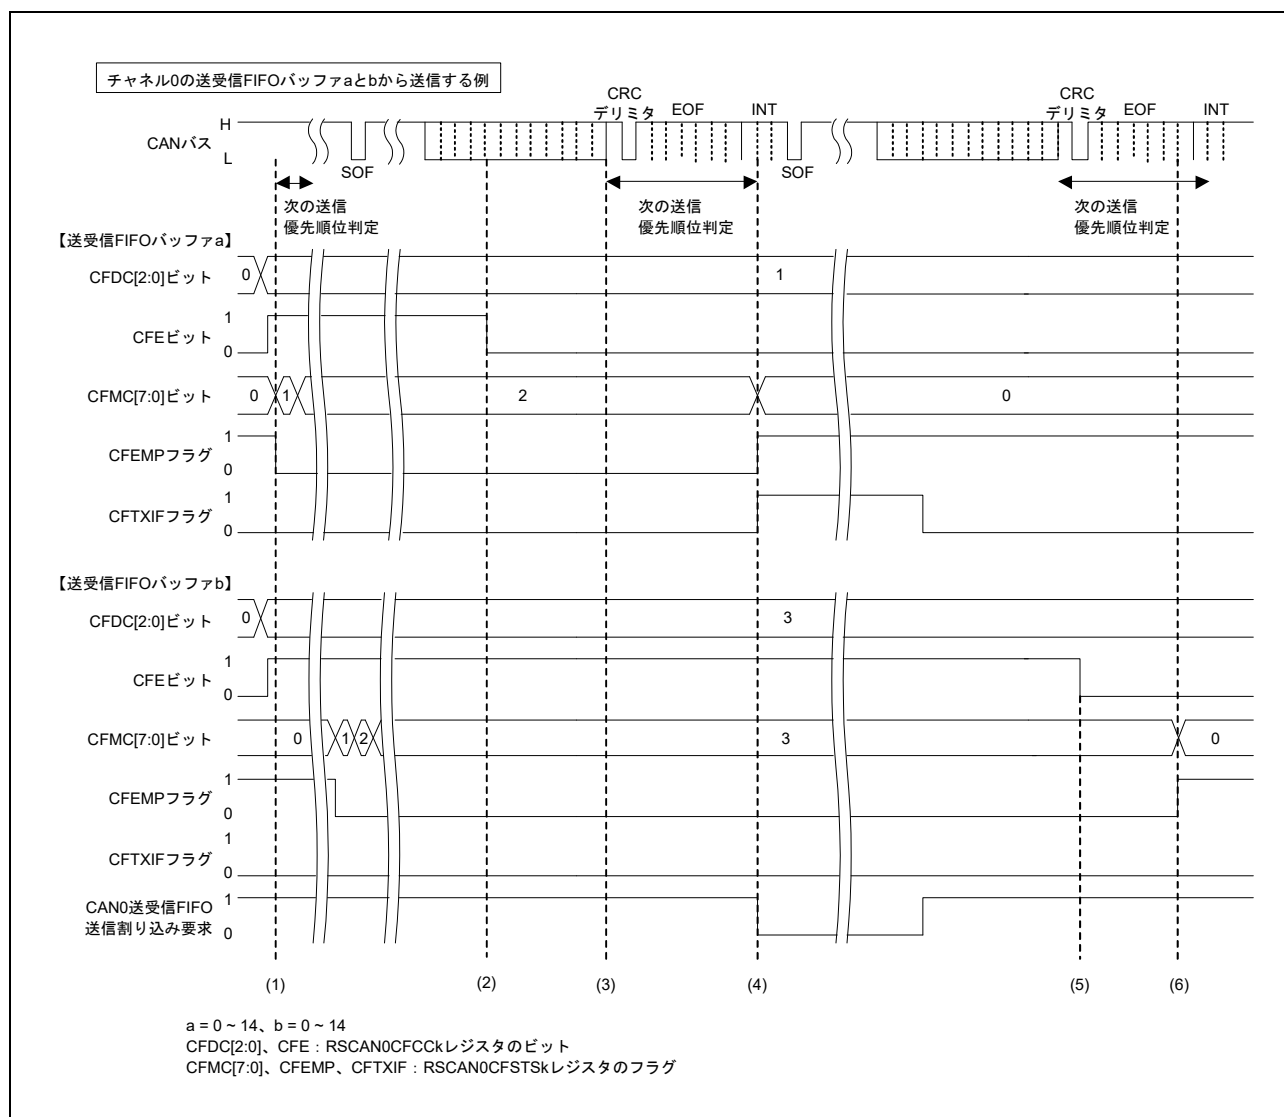 チャネル0の送受信FIFOバッファaとbから送信する例
CRC
デリミタ EOF INT CRC
デリミタ EOF INT
CANバス H
L
SOF SOF
次の送信
優先順位判定
次の送信
優先順位判定
次の送信
優先順位判定
【送受信FIFOバッファa】
CFDC[2:0]ビット 0 1
CFEビット 1
0
CFMC[7:0]ビット 0 1 2 0
CFEMPフラグ 1
0
CFTXIFフラグ 1
0
【送受信FIFOバッファb】
CFDC[2:0]ビット 0 3
CFEビット 1
0
CFMC[7:0]ビット 0 1 2 3 0
CFEMPフラグ 1
0
CFTXIFフラグ 1
0
CAN0送受信FIFO 1
送信割り込み要求 0
(1) (2) (3) (4) (5) (6)
a = 0 ~ 14、b = 0 ~ 14
CFDC[2:0]、CFE : RSCAN0CFCCkレジスタのビット
CFMC[7:0]、CFEMP、CFTXIF : RSCAN0CFSTSkレジスタのフラグ